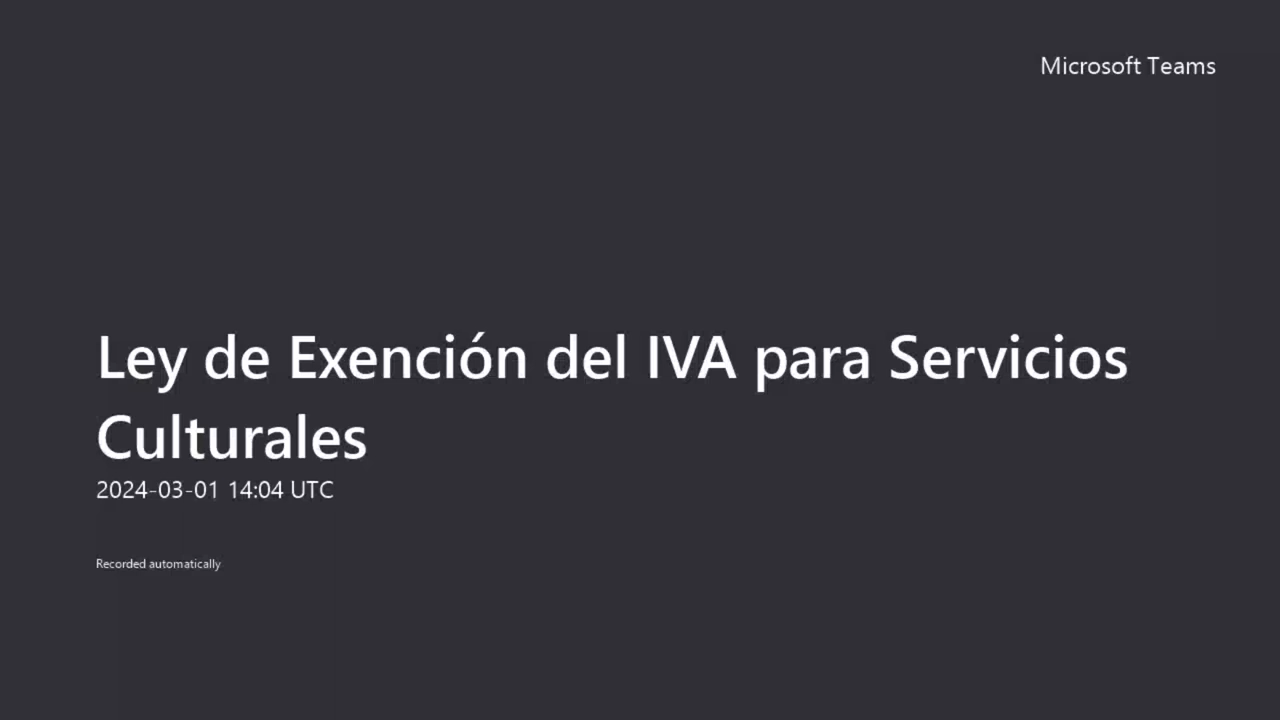 Microsoft Teams
Ley de Exención del IVA para Servicios
Culturales
2024-03-01 14:04 UTC
Recorded automatically